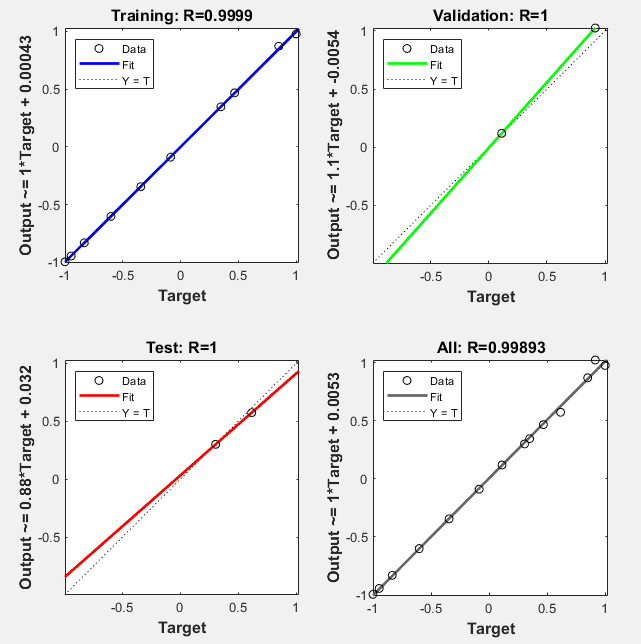 Training: R=0.9999
Output ~= 1*Target + 0.00043
1
0.5
0
-0.5
-1
Data
Fit
Y = T
-1
-0.5
0
0.5
1
Target
Validation: R=1
Output ~= 1.1*Target + -0.0054
1
0.5
0
-0.5
Data
Fit
Y = T
-0.5
0
0.5
1
Target
Test: R=1
Output ~= 0.88*Target + 0.032
1
0.5
0
-0.5
Data
Fit
Y = T
-0.5
0
0.5
1
Target
All: R=0.99893
Output ~= 1*Target + 0.0053
1
0.5
0
-0.5
-1
Data
Fit
Y = T
-1
-0.5
0
0.5
1
Target